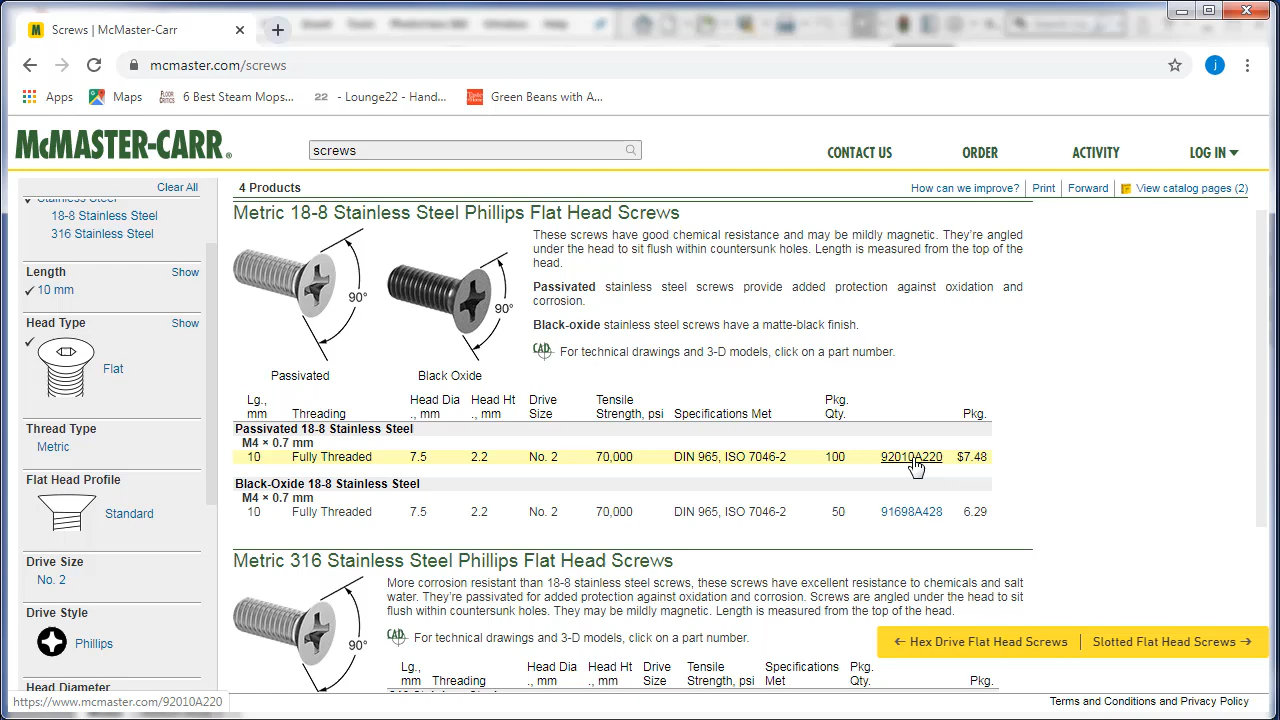 Screws | McMaster-Carr
mcmaster.com/screws
j
Apps
Maps
6 Best Steam Mops...
22 - Lounge22 - Hand...
Green Beans with A...
McMASTER-CARR®
screws
CONTACT US
ORDER
ACTIVITY
LOG IN
Clear All
4 Products
How can we improve?
Print
Forward
View catalog pages (2)
Stainless Steel
18-8 Stainless Steel
316 Stainless Steel
Length Show
10 mm
Head Type Show
Flat
Thread Type
Metric
Flat Head Profile
Standard
Drive Size
No. 2
Drive Style
Phillips
Head Diameter
Metric 18-8 Stainless Steel Phillips Flat Head Screws
90°
90°
Passivated
Black Oxide
These screws have good chemical resistance and may be mildly magnetic. They're angled
under the head to sit flush within countersunk holes. Length is measured from the top of the
head.
Passivated stainless steel screws provide added protection against oxidation and
corrosion.
Black-oxide stainless steel screws have a matte-black finish.
CAD For technical drawings and 3-D models, click on a part number.
Lg., mm Threading Head Dia., mm Head Ht., mm Drive Size Tensile Strength, psi Specifications Met Pkg. Qty. Pkg.
Passivated 18-8 Stainless Steel
M4 × 0.7 mm
10 Fully Threaded 7.5 2.2 No. 2 70,000 DIN 965, ISO 7046-2 100 92010A220 $7.48
Black-Oxide 18-8 Stainless Steel
M4 × 0.7 mm
10 Fully Threaded 7.5 2.2 No. 2 70,000 DIN 965, ISO 7046-2 50 91698A428 6.29
Metric 316 Stainless Steel Phillips Flat Head Screws
90°
More corrosion resistant than 18-8 stainless steel screws, these screws have excellent resistance to chemicals and salt
water. They're passivated for added protection against oxidation and corrosion. Screws are angled under the head to sit
flush within countersunk holes. They may be mildly magnetic. Length is measured from the top of the head.
CAD For technical drawings and 3-D models, click on a part number.
Lg., mm Threading Head Dia., mm Head Ht., mm Drive Size Tensile Strength, psi Specifications Met Pkg. Qty. Pkg.
← Hex Drive Flat Head Screws
Slotted Flat Head Screws →
https://www.mcmaster.com/92010A220
Terms and Conditions and Privacy Policy